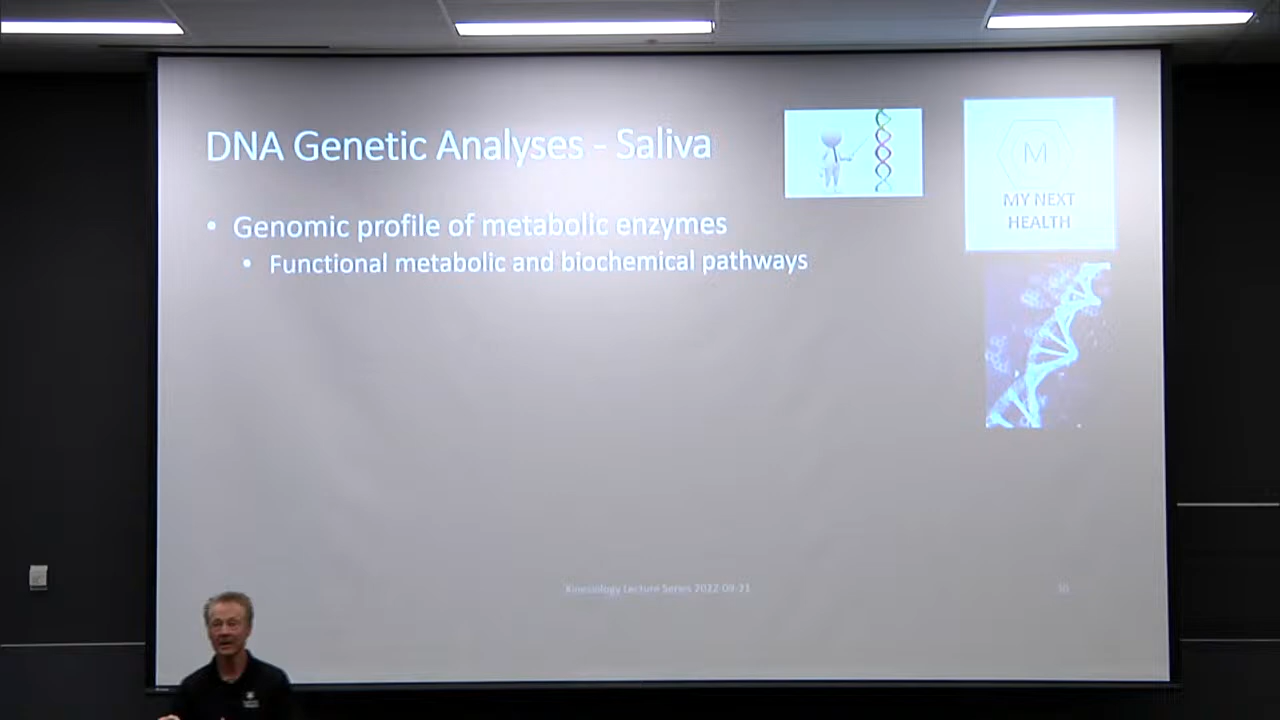 DNA Genetic Analyses - Saliva
M
MY NEXT
HEALTH
• Genomic profile of metabolic enzymes
• Functional metabolic and biochemical pathways
Kinesiology Lecture Series 2022-09-21